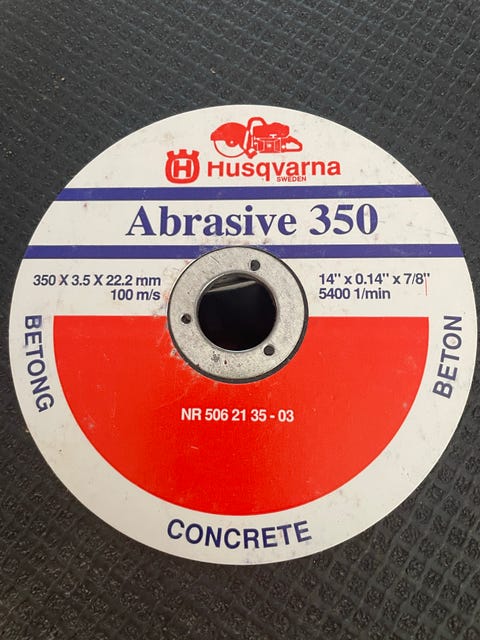 Husqvarna
SWEDEN
Abrasive 350
350 X 3.5 X 22.2 mm
100 m/s
14" x 0.14" x 7/8"
5400 1/min
BETONG
BETON
NR 506 21 35 - 03
CONCRETE